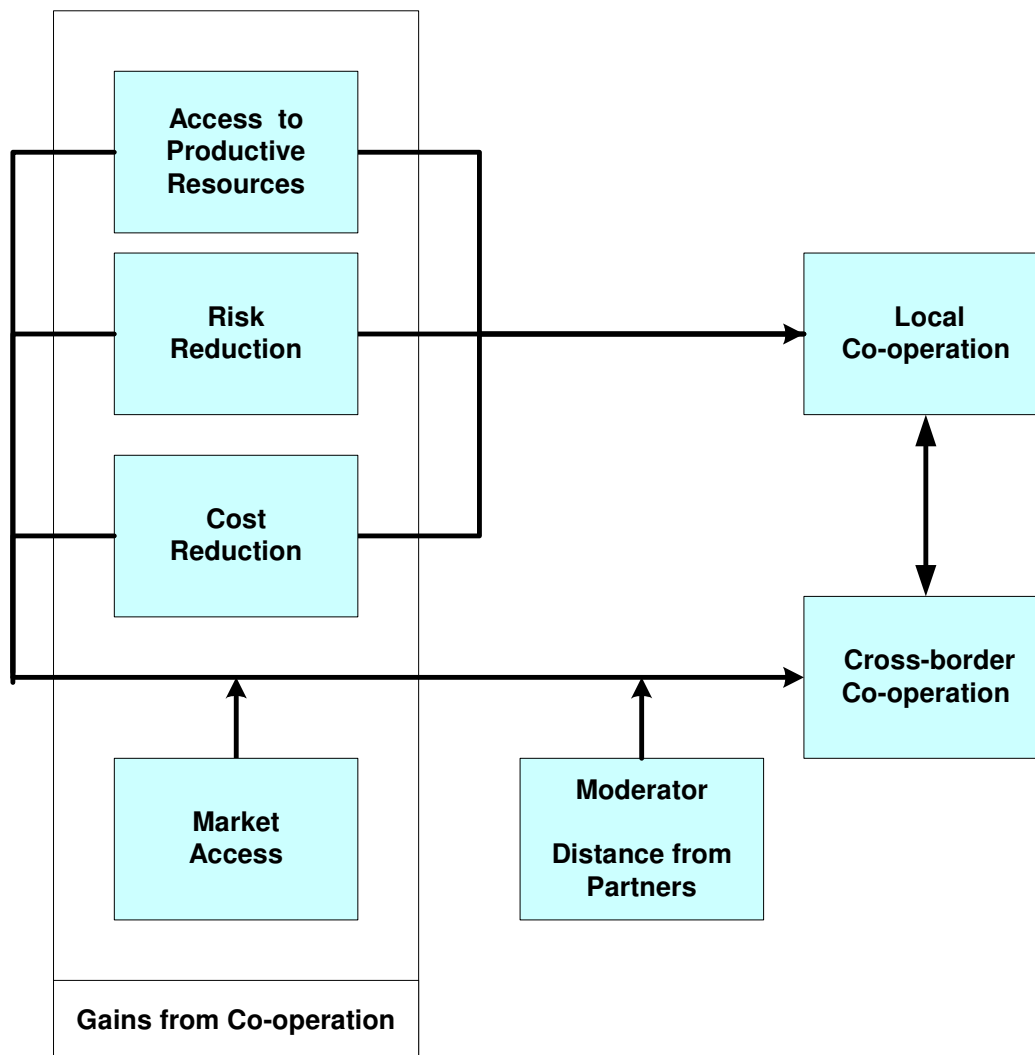 Access to
Productive
Resources
Risk
Reduction
Local
Co-operation
Cost
Reduction
Cross-border
Co-operation
Market
Access
Moderator
Distance from
Partners
Gains from Co-operation